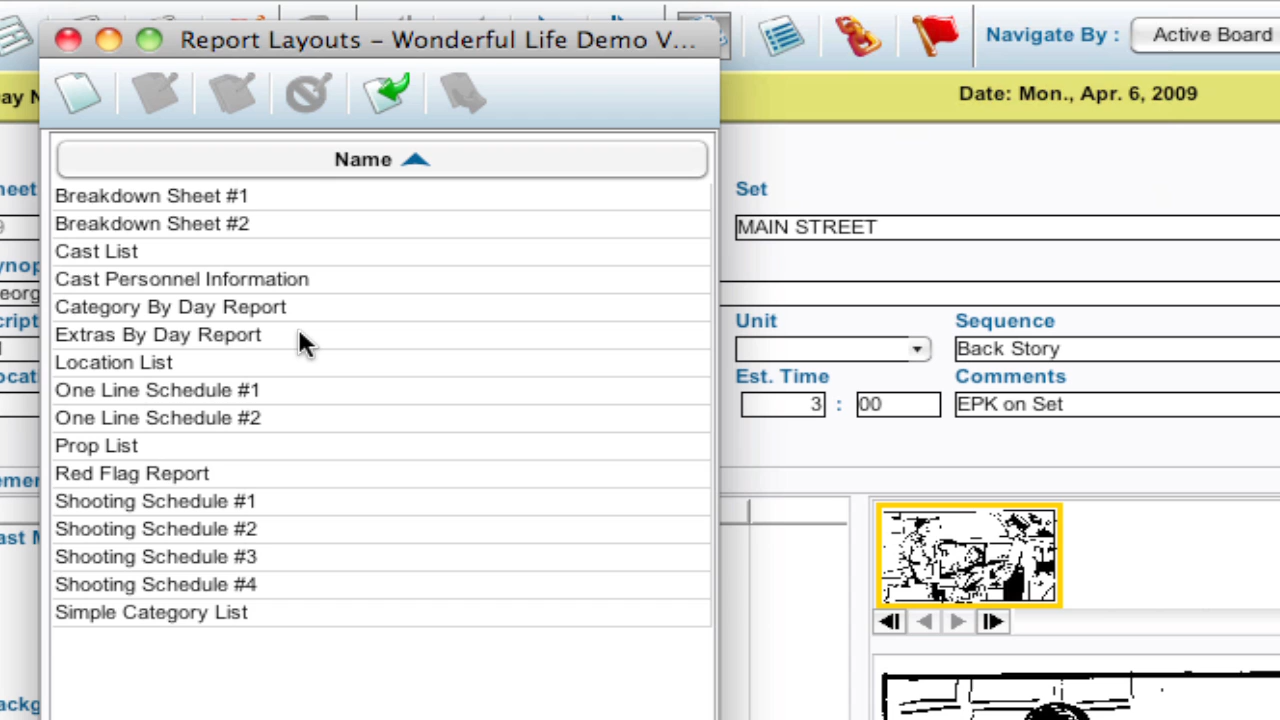 Report Layouts – Wonderful Life Demo V...
Navigate By :
Active Board
Date: Mon., Apr. 6, 2009
Name
Breakdown Sheet #1
Breakdown Sheet #2
Cast List
Cast Personnel Information
Category By Day Report
Extras By Day Report
Location List
One Line Schedule #1
One Line Schedule #2
Prop List
Red Flag Report
Shooting Schedule #1
Shooting Schedule #2
Shooting Schedule #3
Shooting Schedule #4
Simple Category List
Set
MAIN STREET
Unit
Sequence
Back Story
Est. Time
Comments
3 : 00
EPK on Set